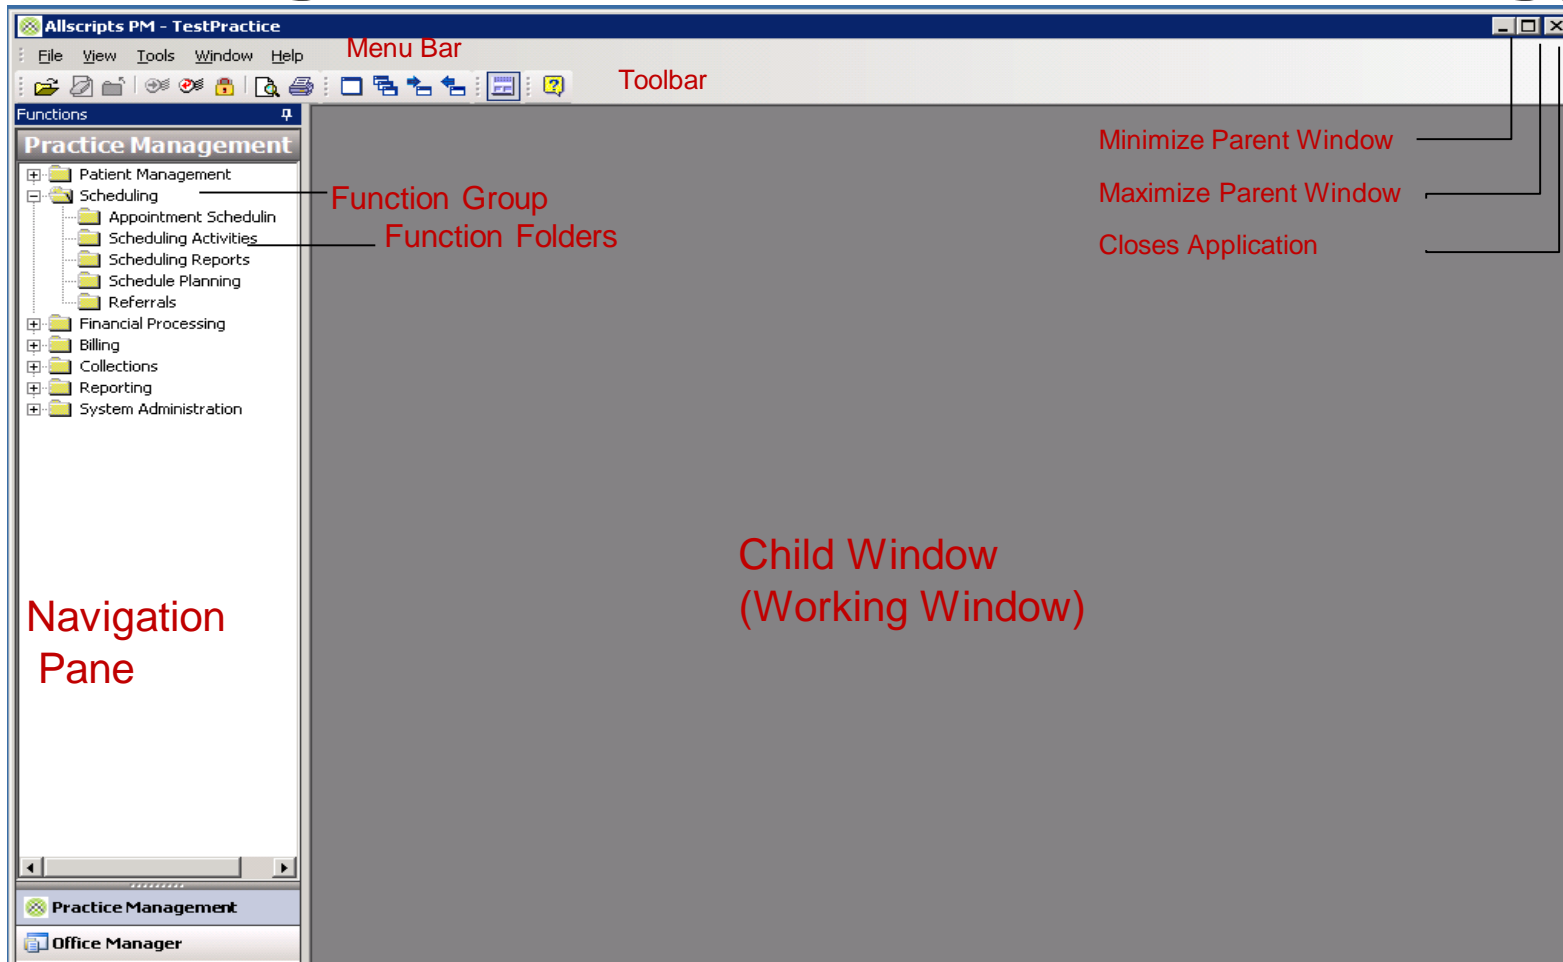 Allscripts PM - TestPractice
File View Tools Window Help
Menu Bar
Toolbar
Functions
Practice Management
Patient Management
Scheduling
Appointment Schedulin
Scheduling Activities
Scheduling Reports
Schedule Planning
Referrals
Financial Processing
Billing
Collections
Reporting
System Administration
Function Group
Function Folders
Minimize Parent Window
Maximize Parent Window
Closes Application
Child Window
(Working Window)
Navigation
Pane
Practice Management
Office Manager